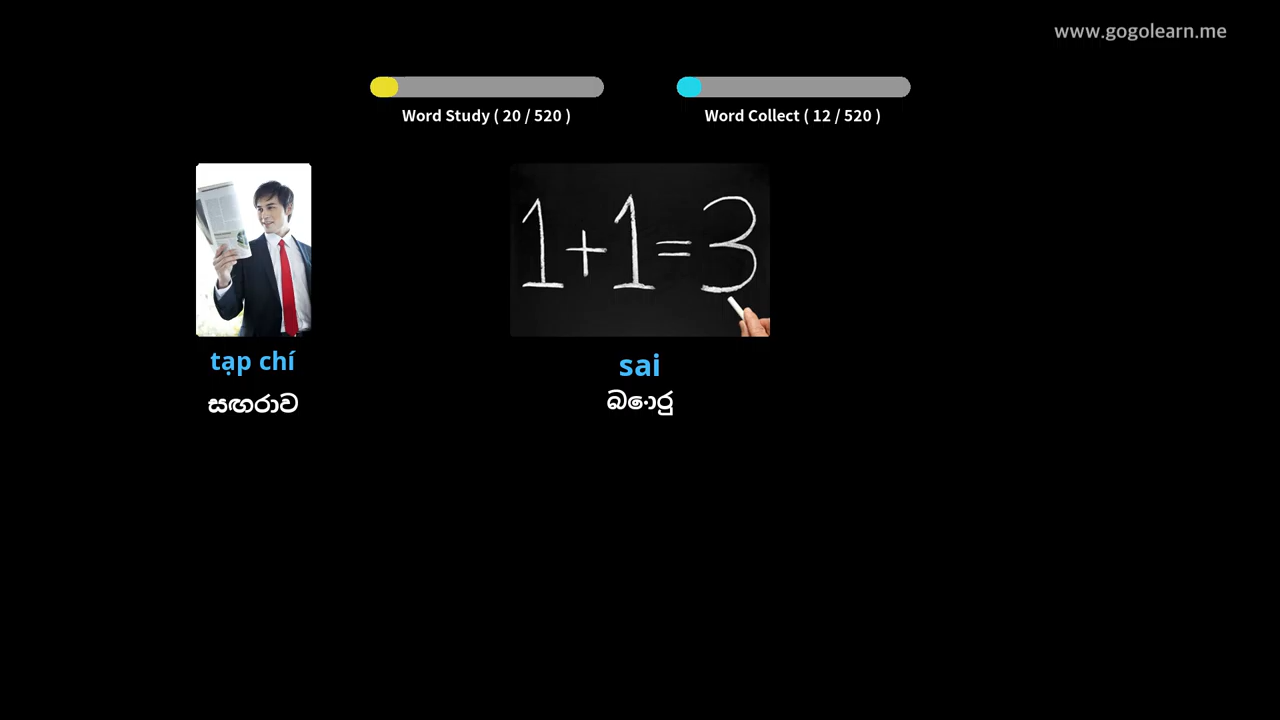 www.gogolearn.me
Word Study ( 20 / 520 )
Word Collect ( 12 / 520 )
1+1=3
tạp chí
සඟරාව
sai
බොරු